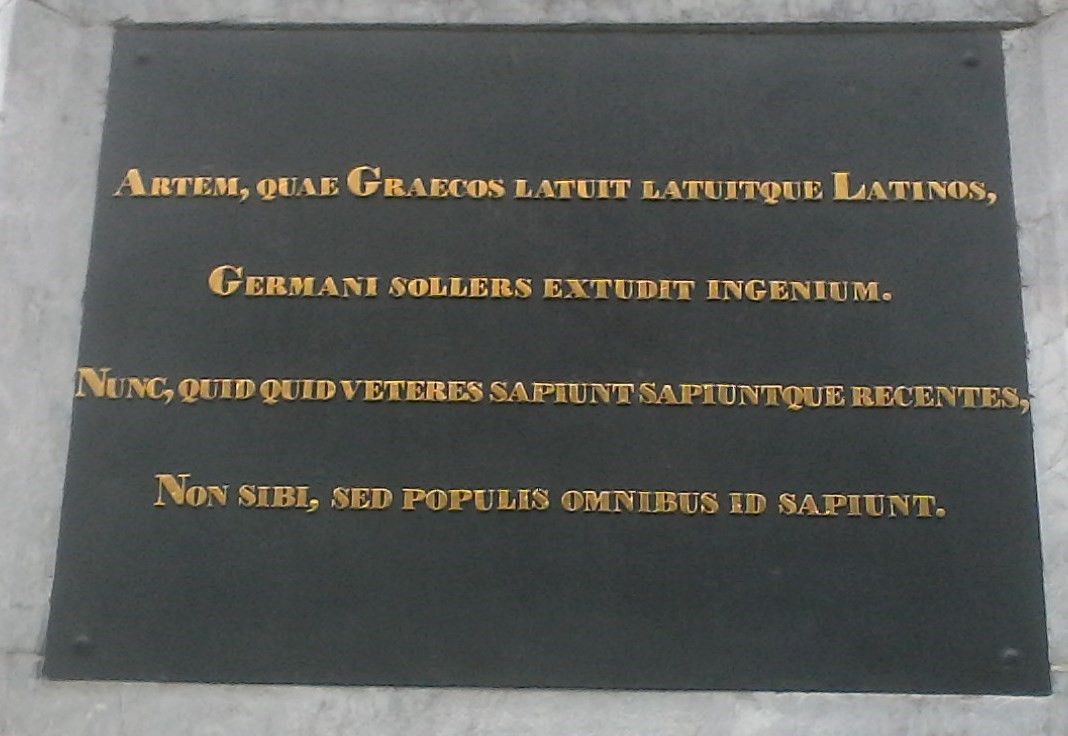 Artem, quae Graecos latuit latuitque Latinos,
Germani sollers extudit ingenium.
Nunc, quid quid veteres sapiunt sapiuntque recentes,
Non sibi, sed populis omnibus id sapiunt.